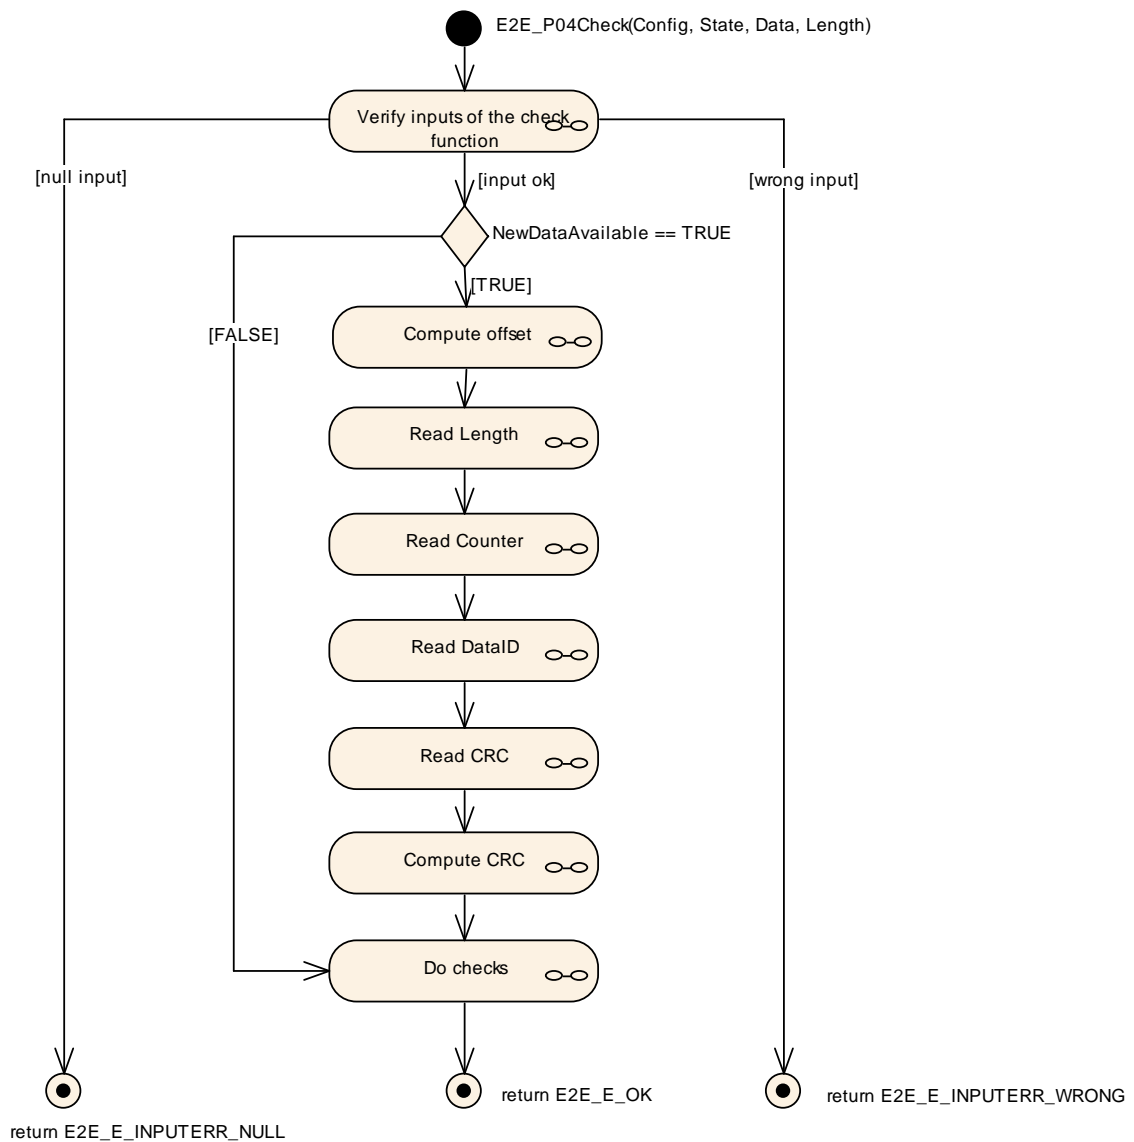 E2E_P04Check(Config, State, Data, Length)
Verify inputs of the check
function
[null input]
[input ok]
[wrong input]
NewDataAvailable == TRUE
[TRUE]
[FALSE]
Compute offset
Read Length
Read Counter
Read DataID
Read CRC
Compute CRC
Do checks
return E2E_E_OK
return E2E_E_INPUTERR_WRONG
return E2E_E_INPUTERR_NULL